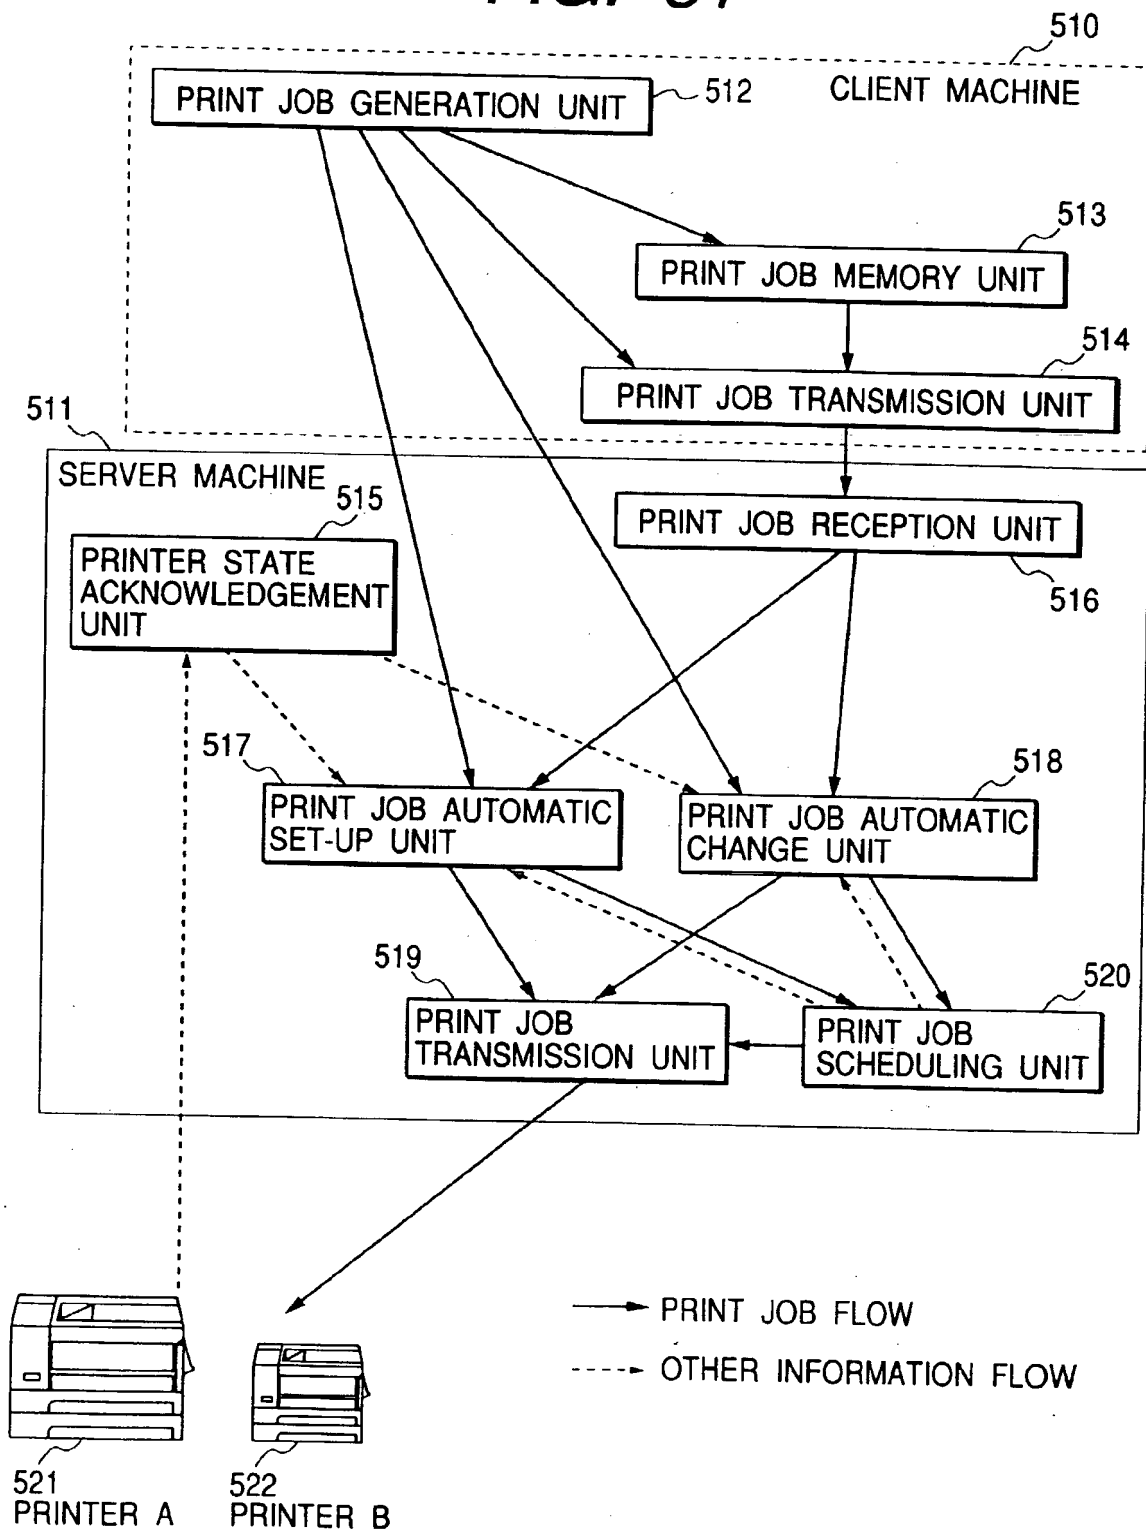 510
CLIENT MACHINE
PRINT JOB GENERATION UNIT
512
513
PRINT JOB MEMORY UNIT
514
PRINT JOB TRANSMISSION UNIT
511
SERVER MACHINE
515
PRINTER STATE
ACKNOWLEDGEMENT
UNIT
PRINT JOB RECEPTION UNIT
516
517
PRINT JOB AUTOMATIC
SET-UP UNIT
518
PRINT JOB AUTOMATIC
CHANGE UNIT
519
PRINT JOB
TRANSMISSION UNIT
520
PRINT JOB
SCHEDULING UNIT
PRINT JOB FLOW
OTHER INFORMATION FLOW
521
PRINTER A
522
PRINTER B